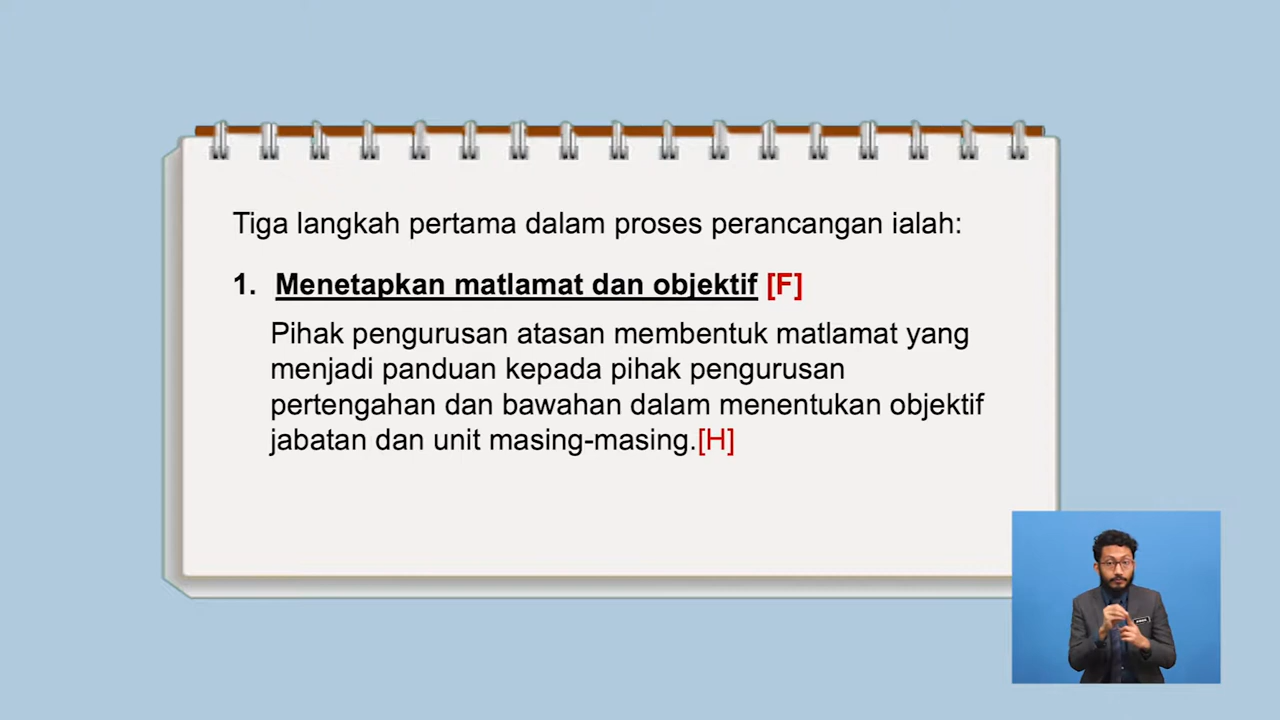 Tiga langkah pertama dalam proses perancangan ialah:
1. Menetapkan matlamat dan objektif [F]
Pihak pengurusan atasan membentuk matlamat yang
menjadi panduan kepada pihak pengurusan
pertengahan dan bawahan dalam menentukan objektif
jabatan dan unit masing-masing.[H]